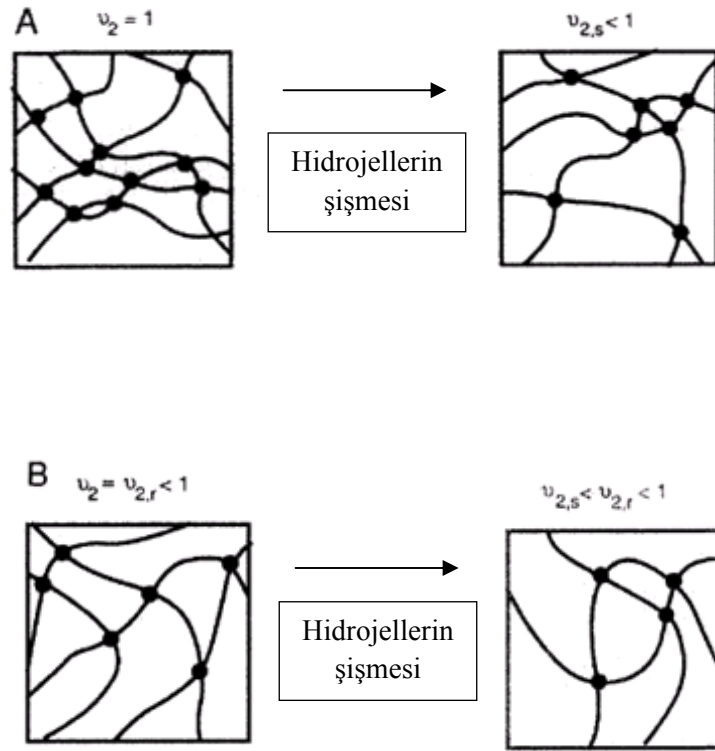 A
υ₂ = 1
υ₂,ₛ < 1
Hidrojellerin
şişmesi
B
υ₂ = υ₂,ᵣ < 1
υ₂,ₛ < υ₂,ᵣ < 1
Hidrojellerin
şişmesi